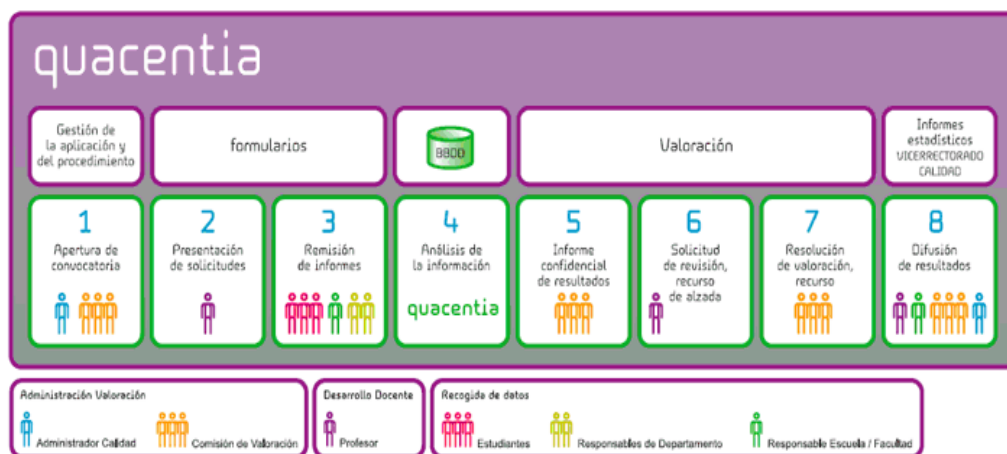 quacentia
Gestión de
la aplicación y
del procedimiento
formularios
BBDD
Valoración
Informes
estadísticos
VICERRECTORADO
CALIDAD
1
Apertura de
convocatoria
2
Presentación
de solicitudes
3
Remisión
de informes
4
Análisis de
la información
quacentia
5
Informe
confidencial
de resultados
6
Solicitud
de revisión,
recurso
de alzada
7
Resolución
de valoración,
recurso
8
Difusión
de resultados
Administración Valoración
Administrador Calidad
Comisión de Valoración
Desarrollo Docente
Profesor
Recogida de datos
Estudiantes
Responsables de Departamento
Responsable Escuela / Facultad